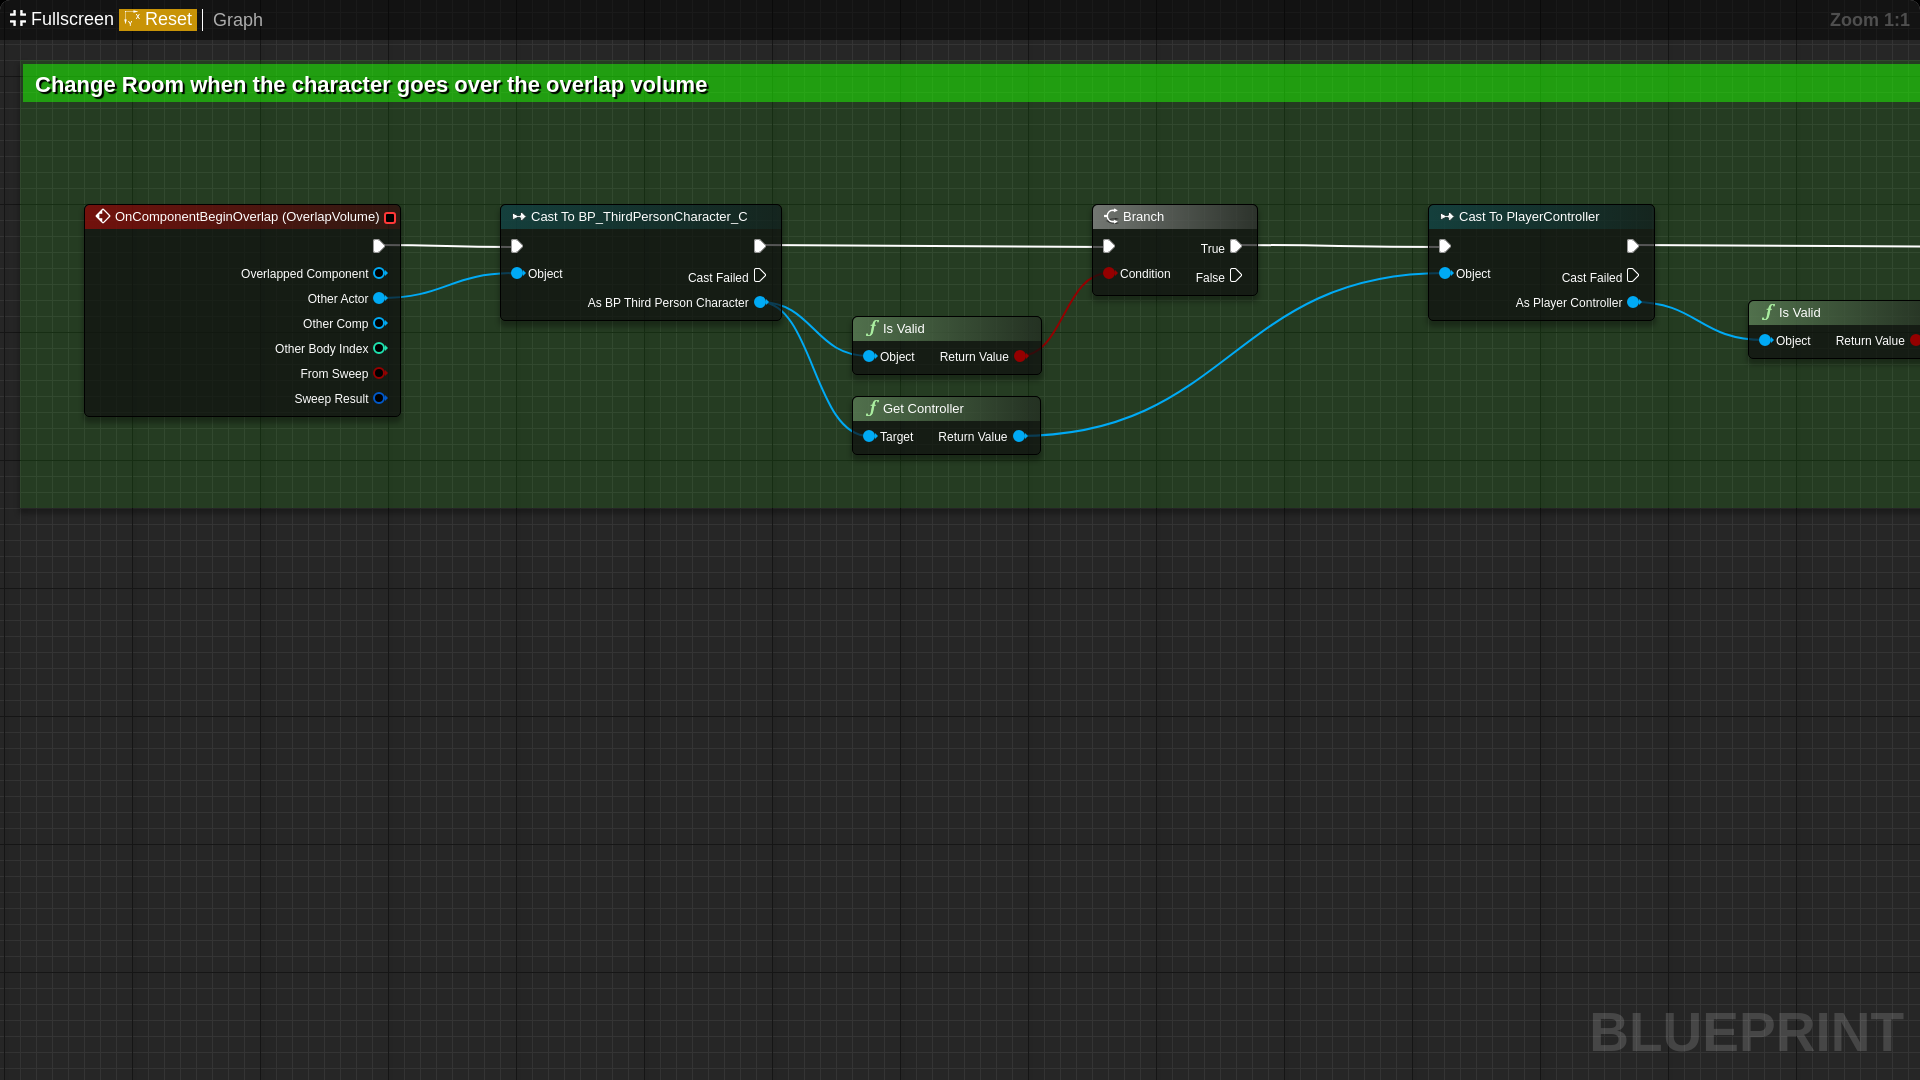 Fullscreen Reset Graph Zoom 1:1
Change Room when the character goes over the overlap volume
OnComponentBeginOverlap (OverlapVolume)
Overlapped Component
Other Actor
Other Comp
Other Body Index
From Sweep
Sweep Result
Cast To BP_ThirdPersonCharacter_C
Object
Cast Failed
As BP Third Person Character
Is Valid
Object Return Value
Get Controller
Target Return Value
Branch
True
Condition
False
Cast To PlayerController
Object
Cast Failed
As Player Controller
Is Valid
Object Return Value
BLUEPRINT